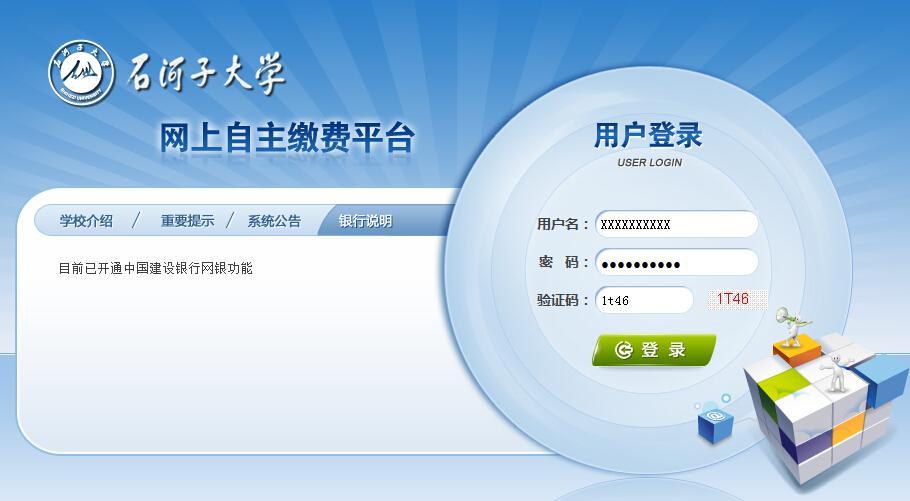 石河子大学
网上自主缴费平台
学校介绍 / 重要提示 / 系统公告 银行说明
目前已开通中国建设银行网银功能
用户登录
USER LOGIN
用户名： XXXXXXXXXX
密 码： ●●●●●●●●●●
验证码： 1t46 1T46
登 录
@